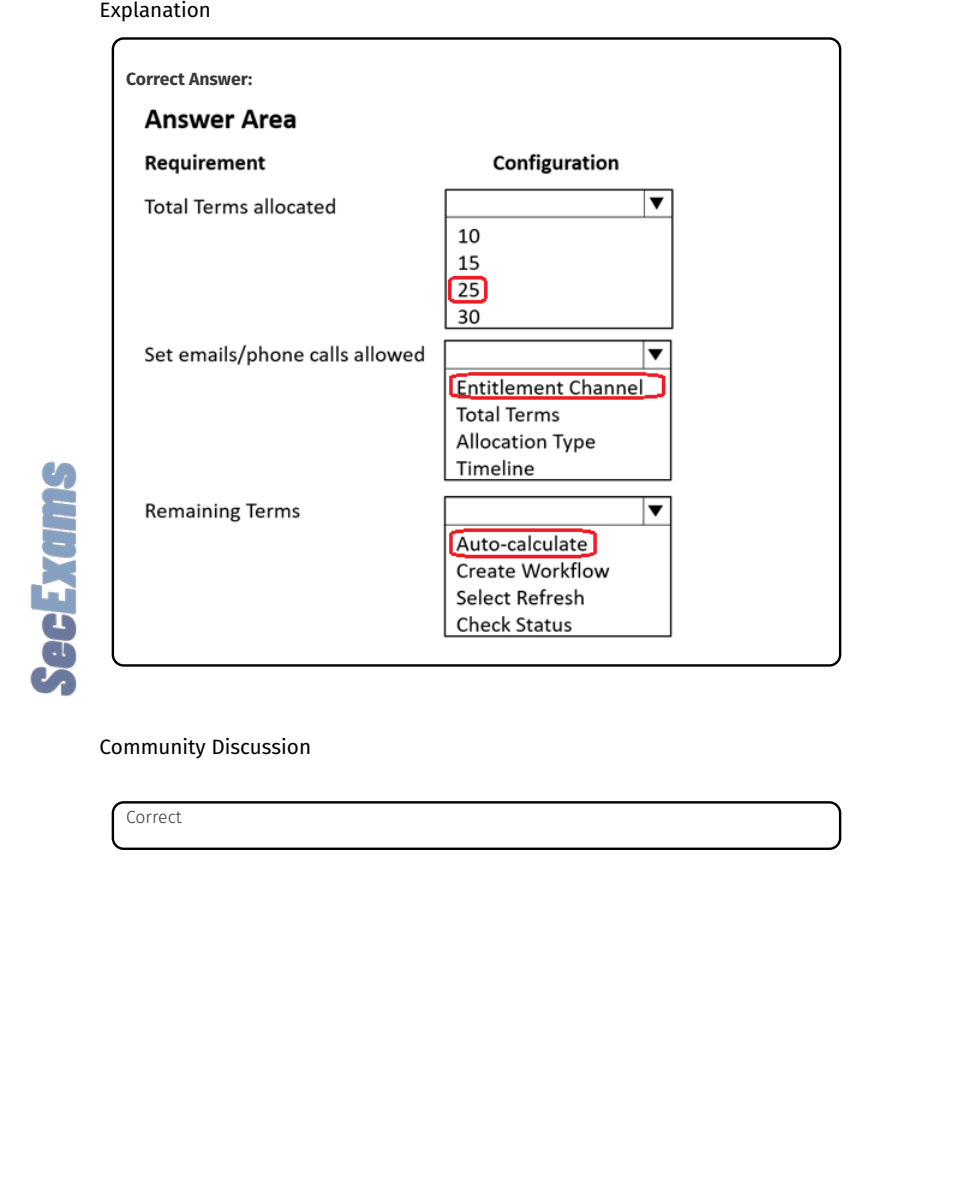 Explanation
Correct Answer:
Answer Area
Requirement Configuration
Total Terms allocated ▼
10
15
25
30
Set emails/phone calls allowed ▼
Entitlement Channel
Total Terms
Allocation Type
Timeline
Remaining Terms ▼
Auto-calculate
Create Workflow
Select Refresh
Check Status
SecExams
Community Discussion
Correct